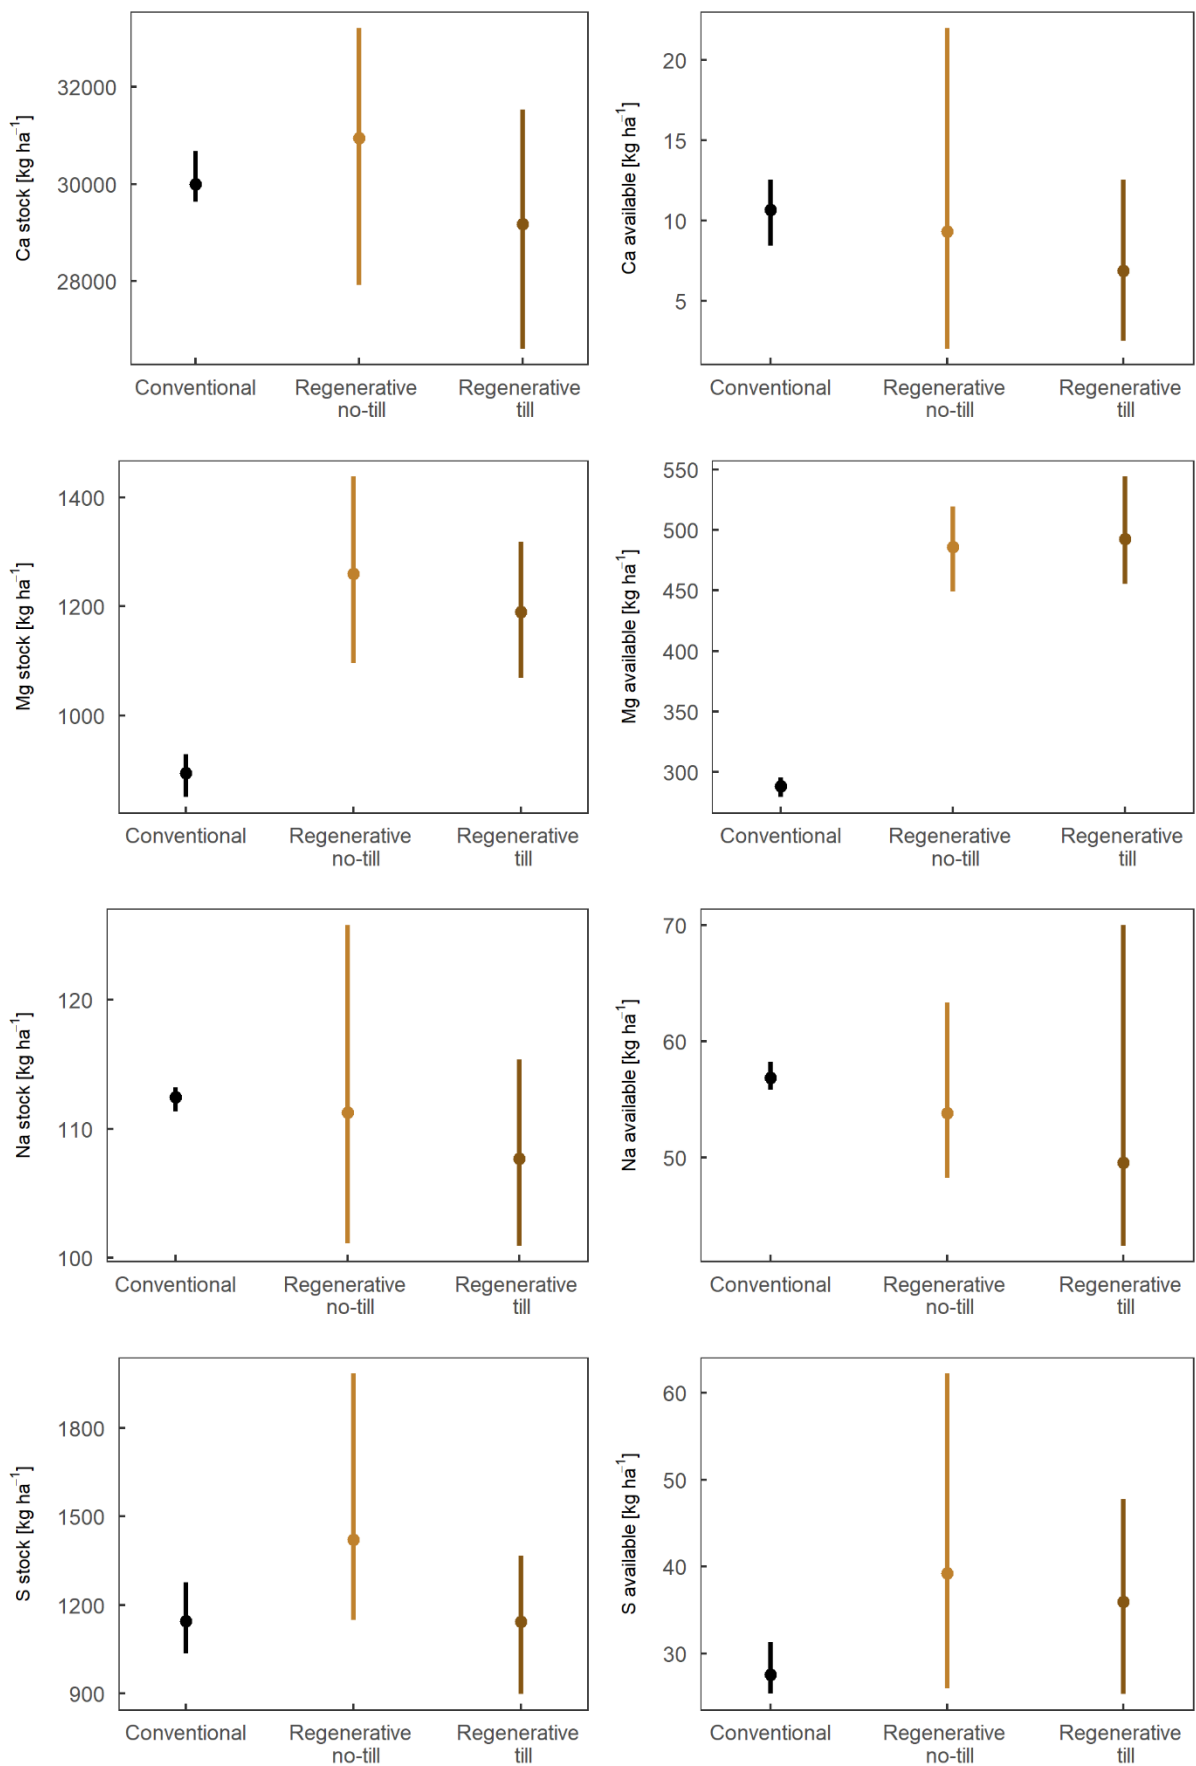 Ca stock [kg ha⁻¹]
32000
30000
28000
Conventional
Regenerative
no-till
Regenerative
till
Ca available [kg ha⁻¹]
20
15
10
5
Conventional
Regenerative
no-till
Regenerative
till
Mg stock [kg ha⁻¹]
1400
1200
1000
Conventional
Regenerative
no-till
Regenerative
till
Mg available [kg ha⁻¹]
550
500
450
400
350
300
Conventional
Regenerative
no-till
Regenerative
till
Na stock [kg ha⁻¹]
120
110
100
Conventional
Regenerative
no-till
Regenerative
till
Na available [kg ha⁻¹]
70
60
50
Conventional
Regenerative
no-till
Regenerative
till
S stock [kg ha⁻¹]
1800
1500
1200
900
Conventional
Regenerative
no-till
Regenerative
till
S available [kg ha⁻¹]
60
50
40
30
Conventional
Regenerative
no-till
Regenerative
till